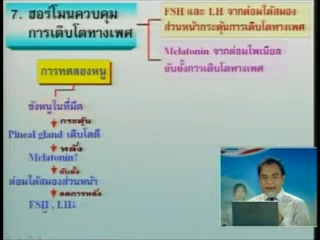 7. ฮอร์โมนควบคุม
การเติบโตทางเพศ
FSH และ LH จากต่อมใต้สมอง
ส่วนหน้ากระตุ้นการเติบโตทางเพศ
Melatonin จากต่อมไพเนียล
ยับยั้งการเติบโตทางเพศ
การทดลองหนู
ขังหนูในที่มืด
กระตุ้น
Pineal gland เติบโตดี
หลั่ง
Melatonin↑
ยับยั้ง
ต่อมใต้สมองส่วนหน้า
ลดการหลั่ง
FSH↓, LH↓